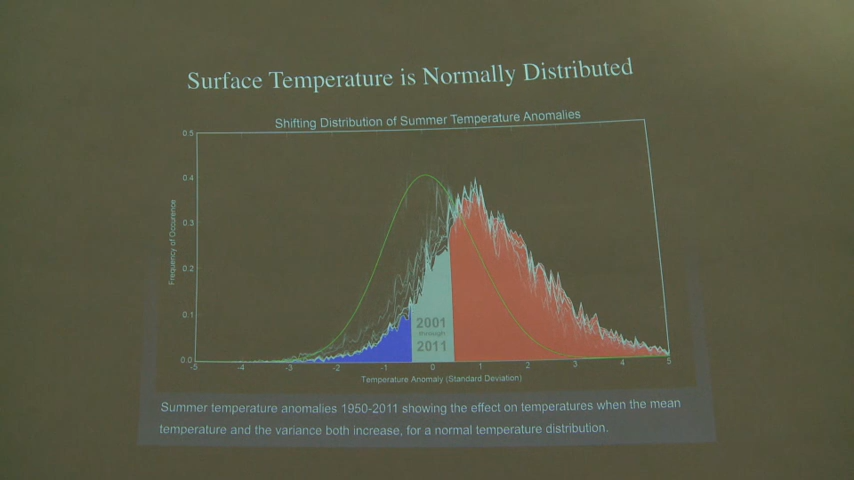 Surface Temperature is Normally Distributed
Shifting Distribution of Summer Temperature Anomalies
0.5
0.4
0.3
0.2
0.1
0.0
Frequency of Occurence
2001
through
2011
-5 -4 -3 -2 -1 0 1 2 3 4 5
Temperature Anomaly (Standard Deviation)
Summer temperature anomalies 1950-2011 showing the effect on temperatures when the mean
temperature and the variance both increase, for a normal temperature distribution.